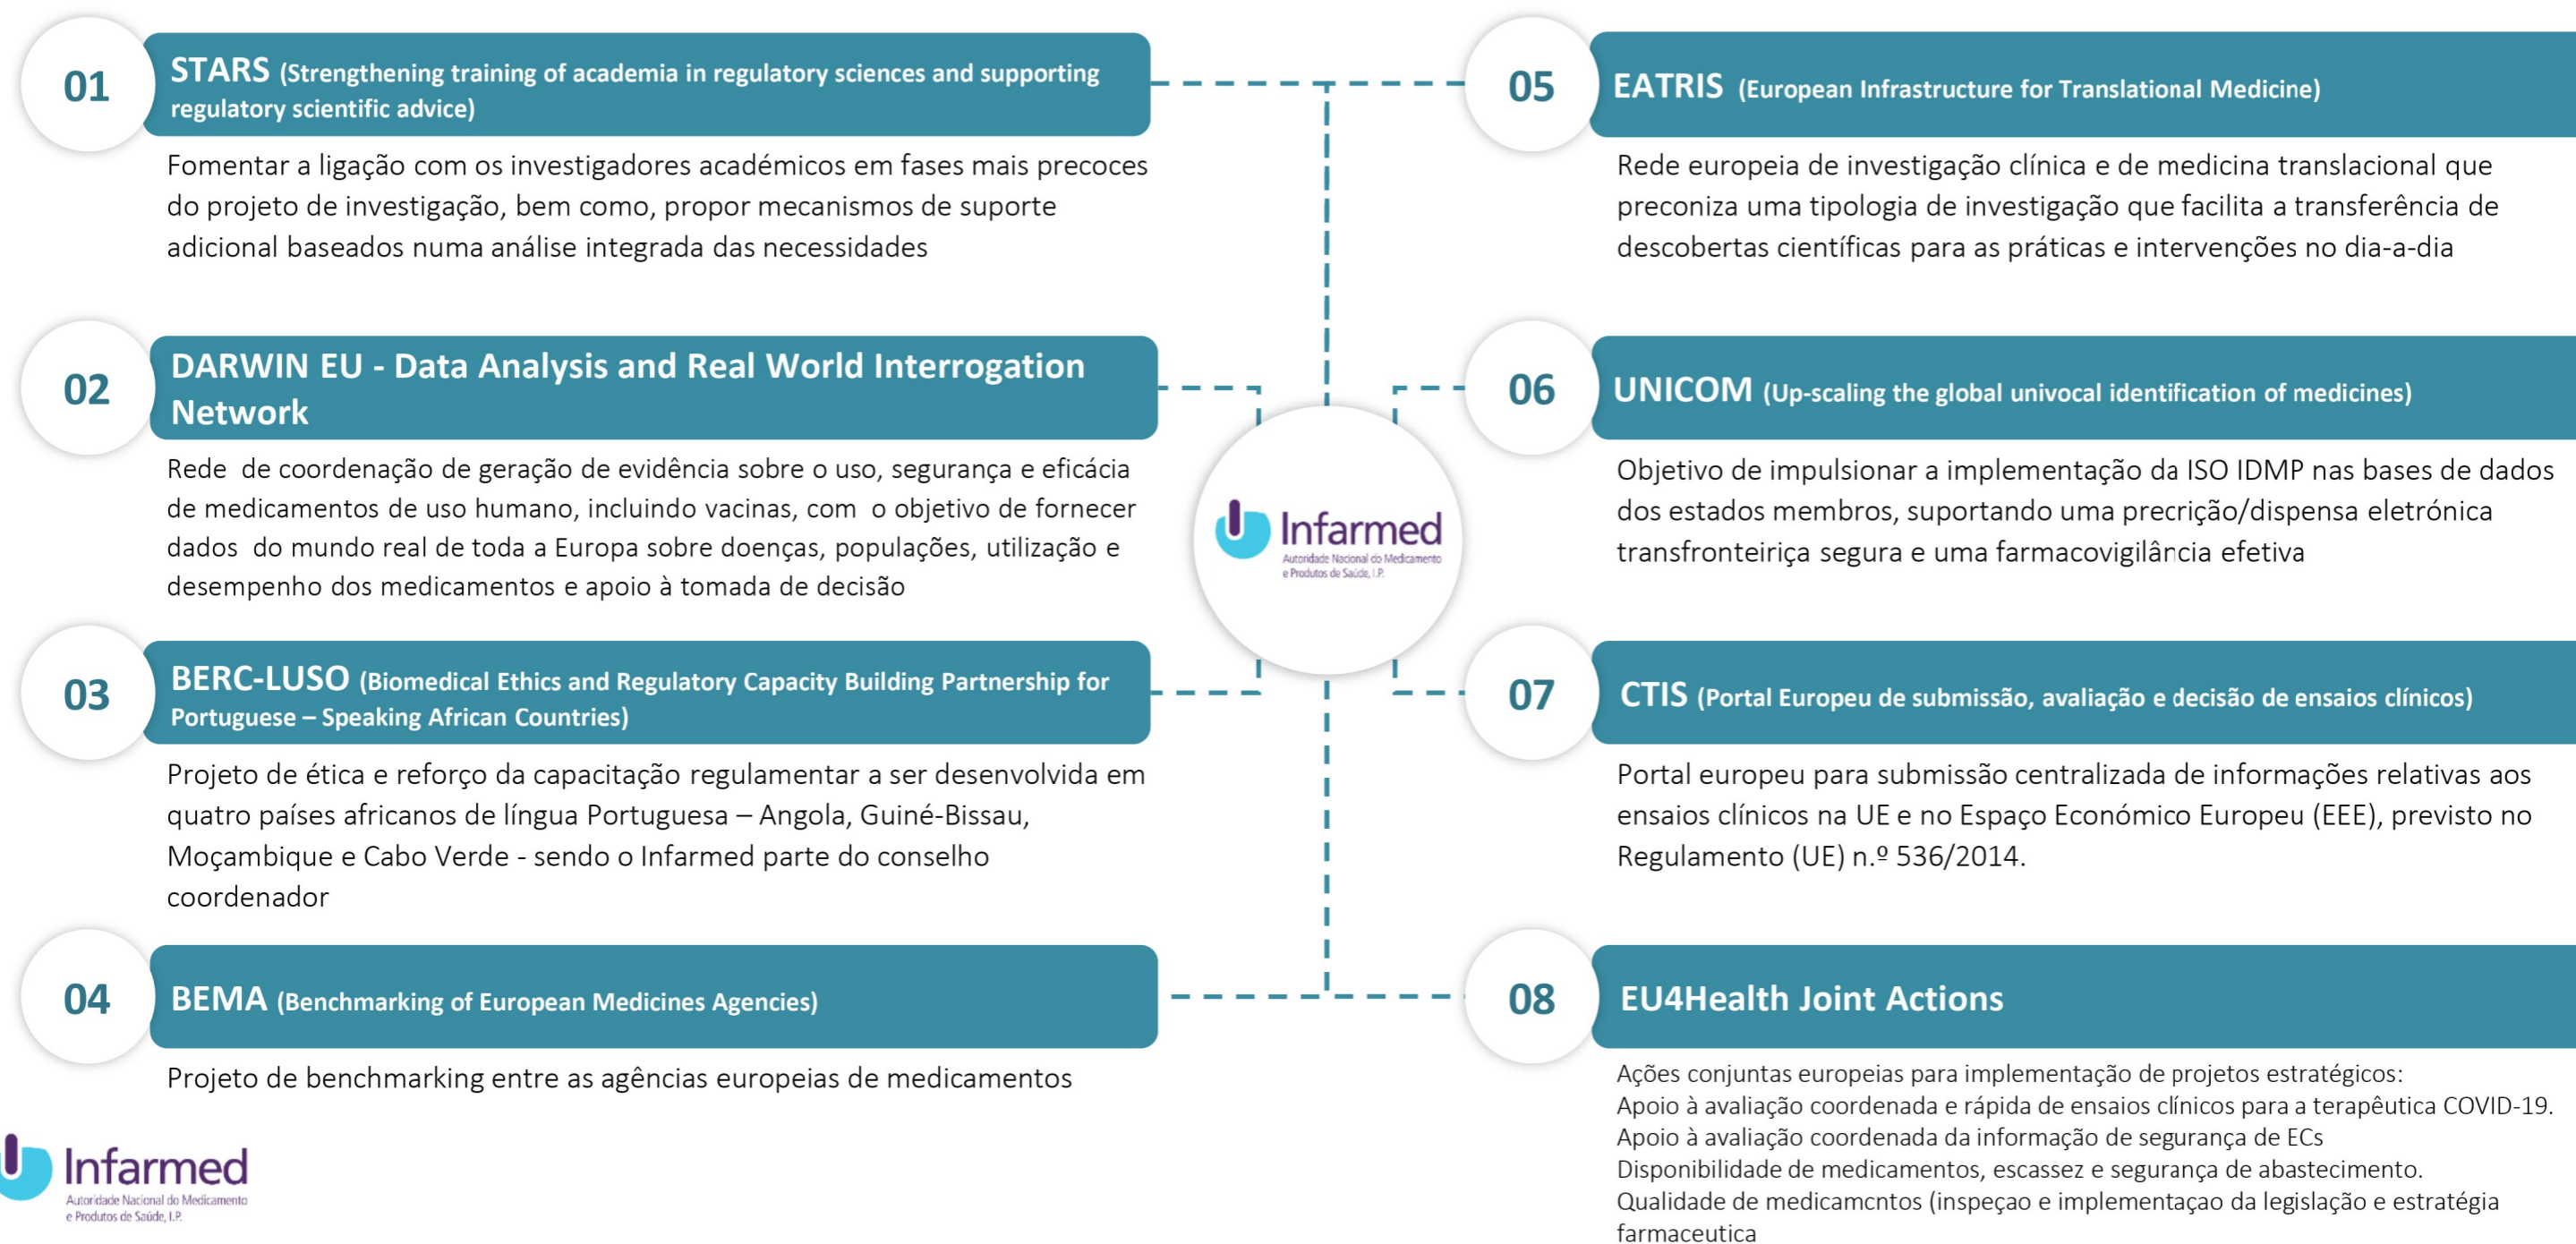 01
STARS (Strengthening training of academia in regulatory sciences and supporting
regulatory scientific advice)
Fomentar a ligação com os investigadores académicos em fases mais precoces
do projeto de investigação, bem como, propor mecanismos de suporte
adicional baseados numa análise integrada das necessidades
02
DARWIN EU - Data Analysis and Real World Interrogation
Network
Rede de coordenação de geração de evidência sobre o uso, segurança e eficácia
de medicamentos de uso humano, incluindo vacinas, com o objetivo de fornecer
dados do mundo real de toda a Europa sobre doenças, populações, utilização e
desempenho dos medicamentos e apoio à tomada de decisão
03
BERC-LUSO (Biomedical Ethics and Regulatory Capacity Building Partnership for
Portuguese – Speaking African Countries)
Projeto de ética e reforço da capacitação regulamentar a ser desenvolvida em
quatro países africanos de língua Portuguesa – Angola, Guiné-Bissau,
Moçambique e Cabo Verde - sendo o Infarmed parte do conselho
coordenador
04
BEMA (Benchmarking of European Medicines Agencies)
Projeto de benchmarking entre as agências europeias de medicamentos
Infarmed
Autoridade Nacional do Medicamento
e Produtos de Saúde, I.P.
Infarmed
Autoridade Nacional do Medicamento
e Produtos de Saúde, I.P.
05
EATRIS (European Infrastructure for Translational Medicine)
Rede europeia de investigação clínica e de medicina translacional que
preconiza uma tipologia de investigação que facilita a transferência de
descobertas científicas para as práticas e intervenções no dia-a-dia
06
UNICOM (Up-scaling the global univocal identification of medicines)
Objetivo de impulsionar a implementação da ISO IDMP nas bases de dados
dos estados membros, suportando uma precrição/dispensa eletrónica
transfronteiriça segura e uma farmacovigilância efetiva
07
CTIS (Portal Europeu de submissão, avaliação e decisão de ensaios clínicos)
Portal europeu para submissão centralizada de informações relativas aos
ensaios clínicos na UE e no Espaço Económico Europeu (EEE), previsto no
Regulamento (UE) n.º 536/2014.
08
EU4Health Joint Actions
Ações conjuntas europeias para implementação de projetos estratégicos:
Apoio à avaliação coordenada e rápida de ensaios clínicos para a terapêutica COVID-19.
Apoio à avaliação coordenada da informação de segurança de ECs
Disponibilidade de medicamentos, escassez e segurança de abastecimento.
Qualidade de medicamcntos (inspeçao e implementaçao da legislação e estratégia
farmaceutica